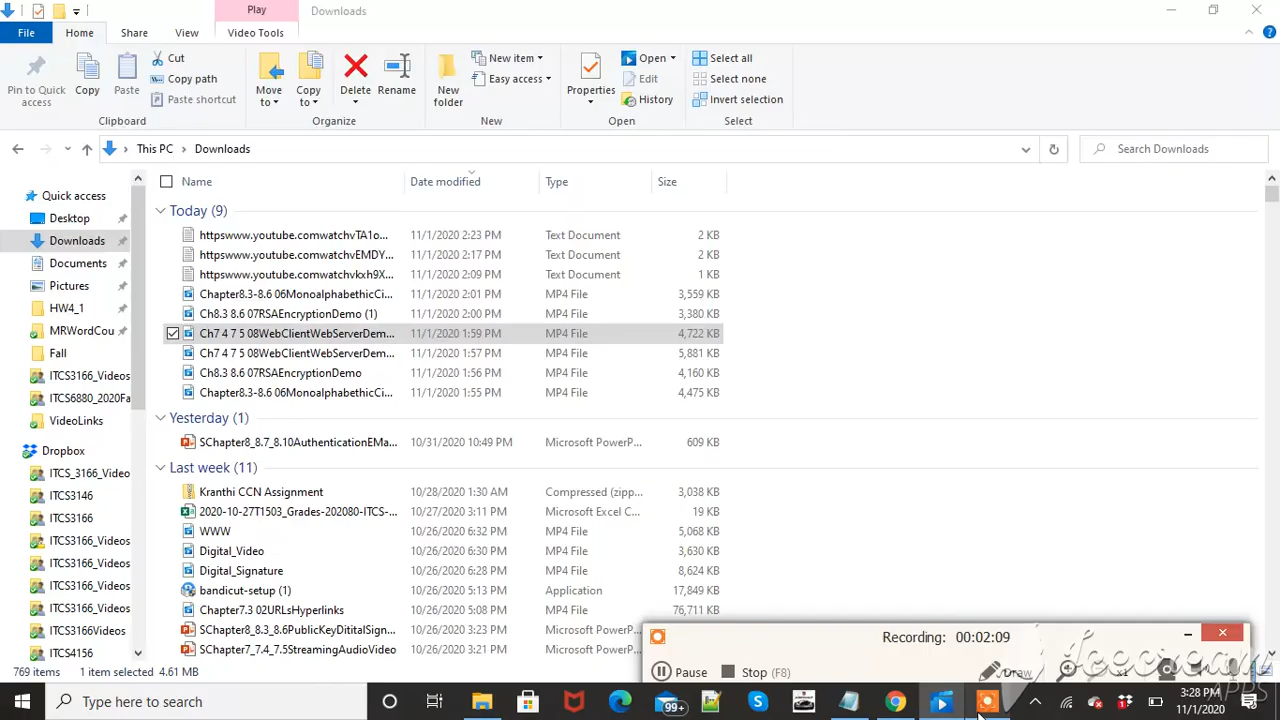 Play
Downloads
File Home Share View Video Tools
Pin to Quick access
Copy
Paste
Cut
Copy path
Paste shortcut
Clipboard
Move to
Copy to
Delete
Rename
Organize
New folder
New item
Easy access
New
Properties
Open
Edit
History
Open
Select all
Select none
Invert selection
Select
This PC Downloads
Search Downloads
Name Date modified Type Size
Quick access
Desktop
Downloads
Documents
Pictures
HW4_1
MRWordCou
Fall
ITCS3166_Videos
ITCS6880_2020Fa
VideoLinks
Dropbox
ITCS_3166_Videos
ITCS3146
ITCS3166
ITCS3166_Videos
ITCS3166_Videos
ITCS3166_Videos
ITCS3166_Videos
ITCS3166Videos
ITCS4156
Today (9)
httpswww.youtube.comwatchvTA1o... 11/1/2020 2:23 PM Text Document 2 KB
httpswww.youtube.comwatchvEMDY... 11/1/2020 2:17 PM Text Document 2 KB
httpswww.youtube.comwatchvkxh9X... 11/1/2020 2:09 PM Text Document 1 KB
Chapter8.3-8.6 06MonoalphabethicCi... 11/1/2020 2:01 PM MP4 File 3,559 KB
Ch8.3 8.6 07RSAEncryptionDemo (1) 11/1/2020 2:00 PM MP4 File 3,380 KB
Ch7 4 7 5 08WebClientWebServerDem... 11/1/2020 1:59 PM MP4 File 4,722 KB
Ch7 4 7 5 08WebClientWebServerDem... 11/1/2020 1:57 PM MP4 File 5,881 KB
Ch8.3 8.6 07RSAEncryptionDemo 11/1/2020 1:56 PM MP4 File 4,160 KB
Chapter8.3-8.6 06MonoalphabethicCi... 11/1/2020 1:55 PM MP4 File 4,475 KB
Yesterday (1)
SChapter8_8.7_8.10AuthenticationEMa... 10/31/2020 10:49 PM Microsoft PowerP... 609 KB
Last week (11)
Kranthi CCN Assignment 10/28/2020 1:30 AM Compressed (zipp... 3,038 KB
2020-10-27T1503_Grades-202080-ITCS-... 10/27/2020 3:11 PM Microsoft Excel C... 19 KB
WWW 10/26/2020 6:32 PM MP4 File 5,068 KB
Digital_Video 10/26/2020 6:30 PM MP4 File 3,630 KB
Digital_Signature 10/26/2020 6:28 PM MP4 File 8,624 KB
bandicut-setup (1) 10/26/2020 5:13 PM Application 17,849 KB
Chapter7.3 02URLsHyperlinks 10/26/2020 5:08 PM MP4 File 76,711 KB
SChapter8_8.3_8.6PublicKeyDititalSign... 10/26/2020 3:23 PM
SChapter7_7.4_7.5StreamingAudioVideo 10/26/2020 3:21 PM
769 items 1 item selected 4.61 MB
Recording: 00:02:09
Pause Stop (F8) Draw x1
icecream
APPS
Type here to search
99+
3:28 PM
11/1/2020